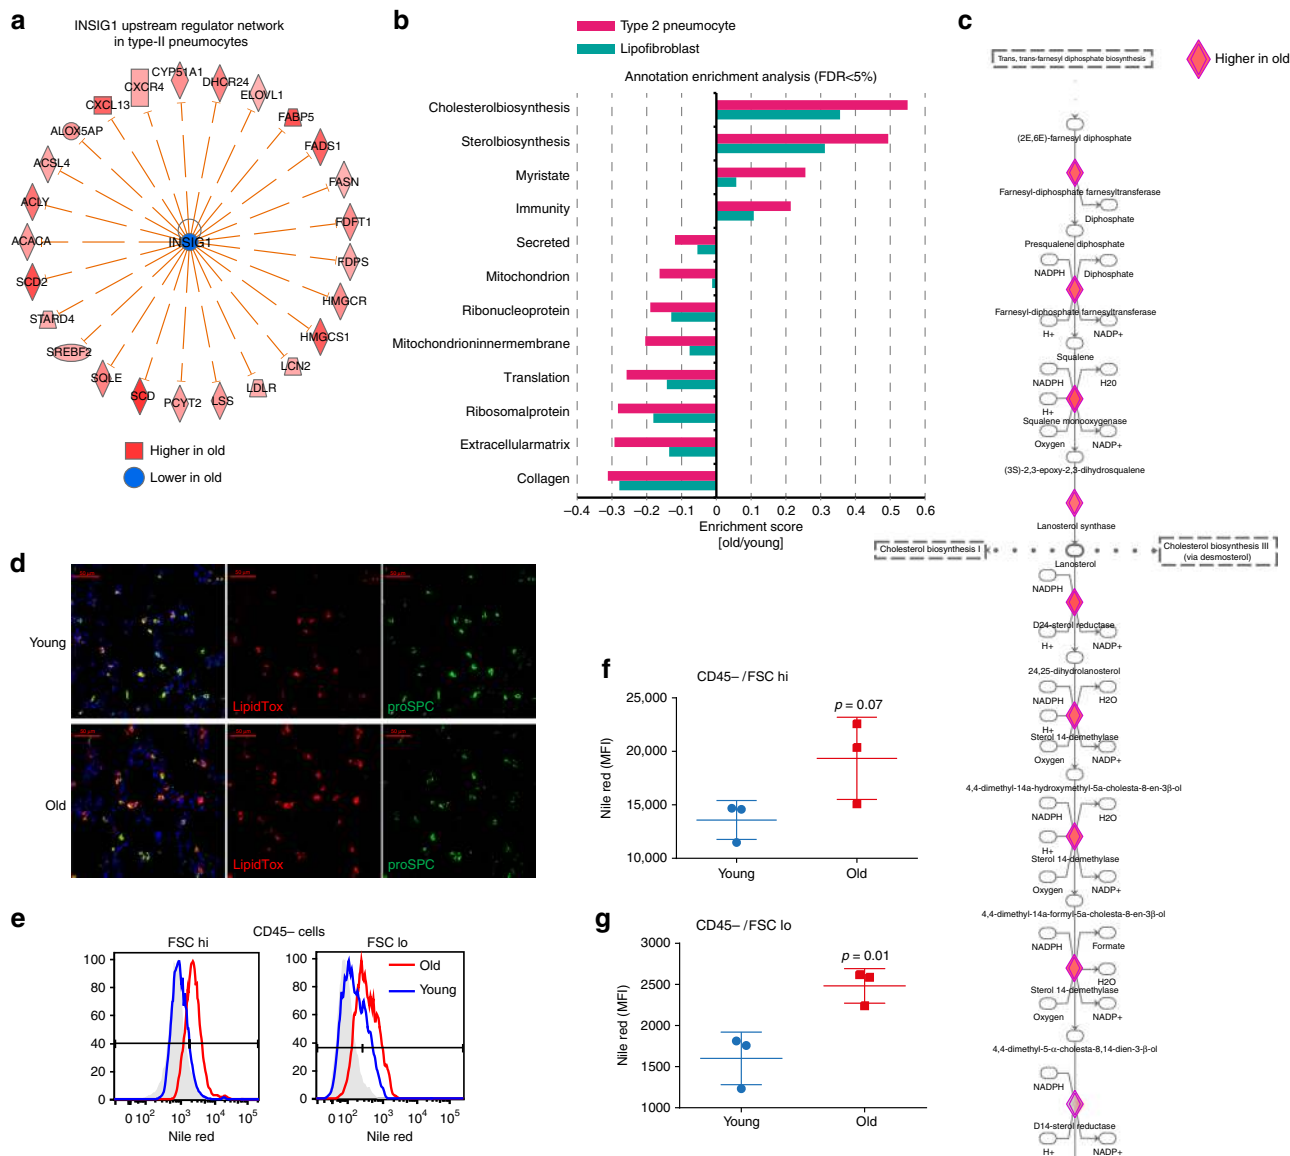 a
INSIG1 upstream regulator network
in type-II pneumocytes
CYP51A1
CXCR4
DHCR24
ELOVL1
CXCL13
FABP5
ALOX5AP
FADS1
ACSL4
FASN
ACLY
FDFT1
ACACA
INSIG1
FDPS
SCD2
HMGCR
STARD4
HMGCS1
SREBF2
LCN2
SQLE
LDLR
SCD
PCYT2
LSS
Higher in old
Lower in old
b
Type 2 pneumocyte
Lipofibroblast
Annotation enrichment analysis (FDR<5%)
Cholesterolbiosynthesis
Sterolbiosynthesis
Myristate
Immunity
Secreted
Mitochondrion
Ribonucleoprotein
Mitochondrioninnermembrane
Translation
Ribosomalprotein
Extracellularmatrix
Collagen
−0.4 −0.3 −0.2 −0.1 0 0.1 0.2 0.3 0.4 0.5 0.6
Enrichment score
[old/young]
c
Trans, trans-farnesyl diphosphate biosynthesis
Higher in old
(2E,6E)-farnesyl diphosphate
Farnesyl-diphosphate farnesyltransferase
Diphosphate
Presqualene diphosphate
NADPH Diphosphate
Farnesyl-diphosphate farnesyltransferase
H+ NADP+
Squalene
NADPH H20
H+
Squalene monooxygenase
Oxygen NADP+
(3S)-2,3-epoxy-2,3-dihydrosqualene
Lanosterol synthase
Cholesterol biosynthesis I
Cholesterol biosynthesis III
(via desmosterol)
Lanosterol
NADPH
D24-sterol reductase
H+ NADP+
24,25-dihydrolanosterol
NADPH H2O
H+
Sterol 14-demethylase
Oxygen NADP+
4,4-dimethyl-14a-hydroxymethyl-5a-cholesta-8-en-3β-ol
NADPH H2O
H+
Sterol 14-demethylase
Oxygen NADP+
4,4-dimethyl-14a-formyl-5a-cholesta-8-en-3β-ol
NADPH Formate
H2O
Sterol 14-demethylase
Oxygen NADP+
4,4-dimethyl-5-α-cholesta-8,14-dien-3-β-ol
NADPH
D14-sterol reductase
H+ NADP+
d
Young
LipidTox
proSPC
Old
LipidTox
proSPC
e
CD45− cells
FSC hi
FSC lo
Old
Young
100
80
60
40
20
0
0 10² 10³ 10⁴ 10⁵
Nile red
100
80
60
40
20
0
0 10² 10³ 10⁴ 10⁵
Nile red
f
CD45− /FSC hi
p = 0.07
Nile red (MFI)
25,000
20,000
15,000
10,000
Young Old
g
CD45− /FSC lo
p = 0.01
Nile red (MFI)
3000
2500
2000
1500
1000
Young Old